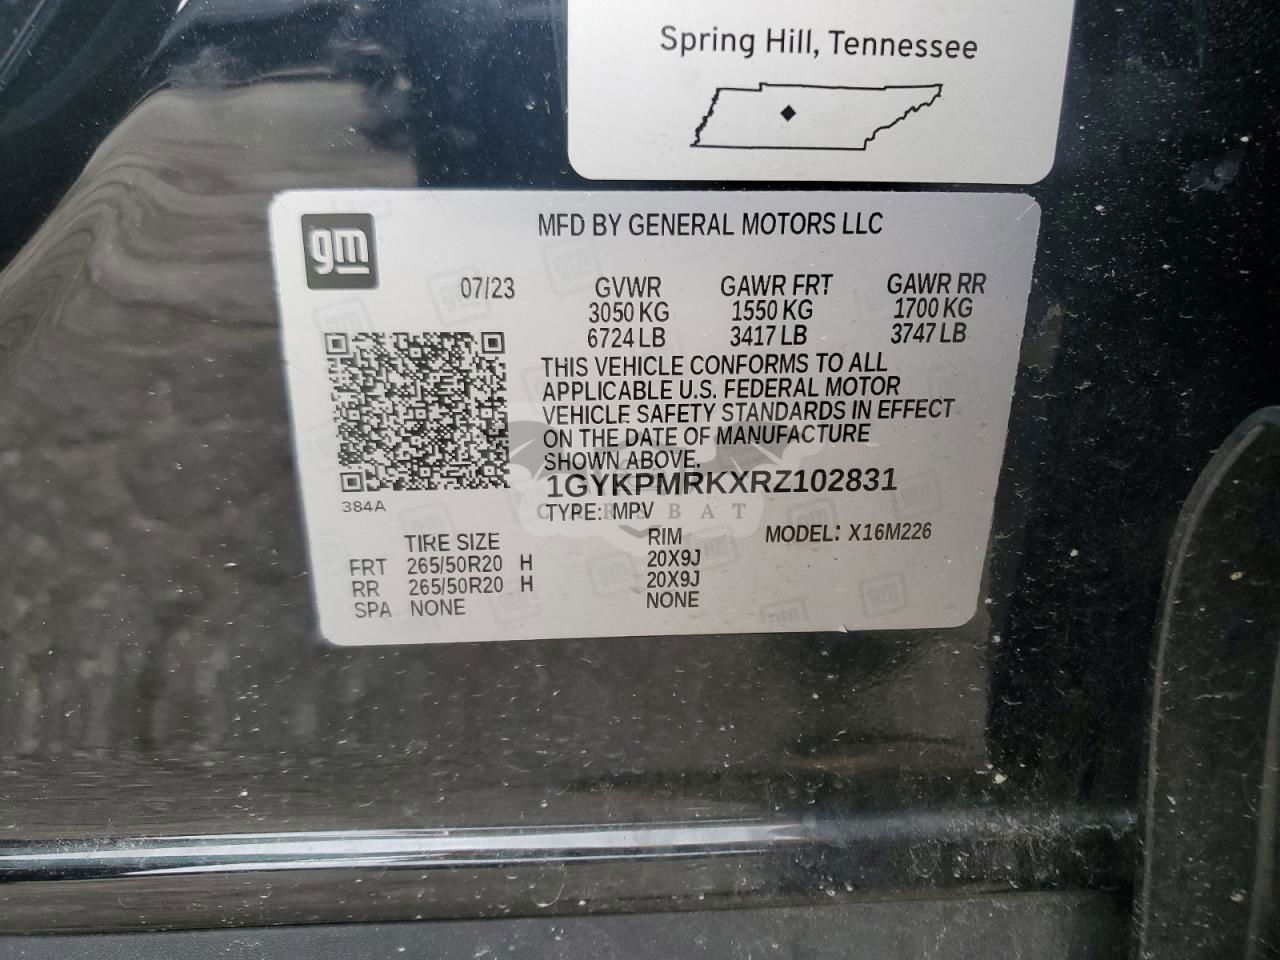 Spring Hill, Tennessee
gm
MFD BY GENERAL MOTORS LLC
07/23 GVWR GAWR FRT GAWR RR
3050 KG 1550 KG 1700 KG
6724 LB 3417 LB 3747 LB
THIS VEHICLE CONFORMS TO ALL
APPLICABLE U.S. FEDERAL MOTOR
VEHICLE SAFETY STANDARDS IN EFFECT
ON THE DATE OF MANUFACTURE
SHOWN ABOVE.
1GYKPMRKXRZ102831
384A
TYPE: MPV
CARSBAT
MODEL: X16M226
TIRE SIZE RIM
FRT 265/50R20 H 20X9J
RR 265/50R20 H 20X9J
SPA NONE NONE